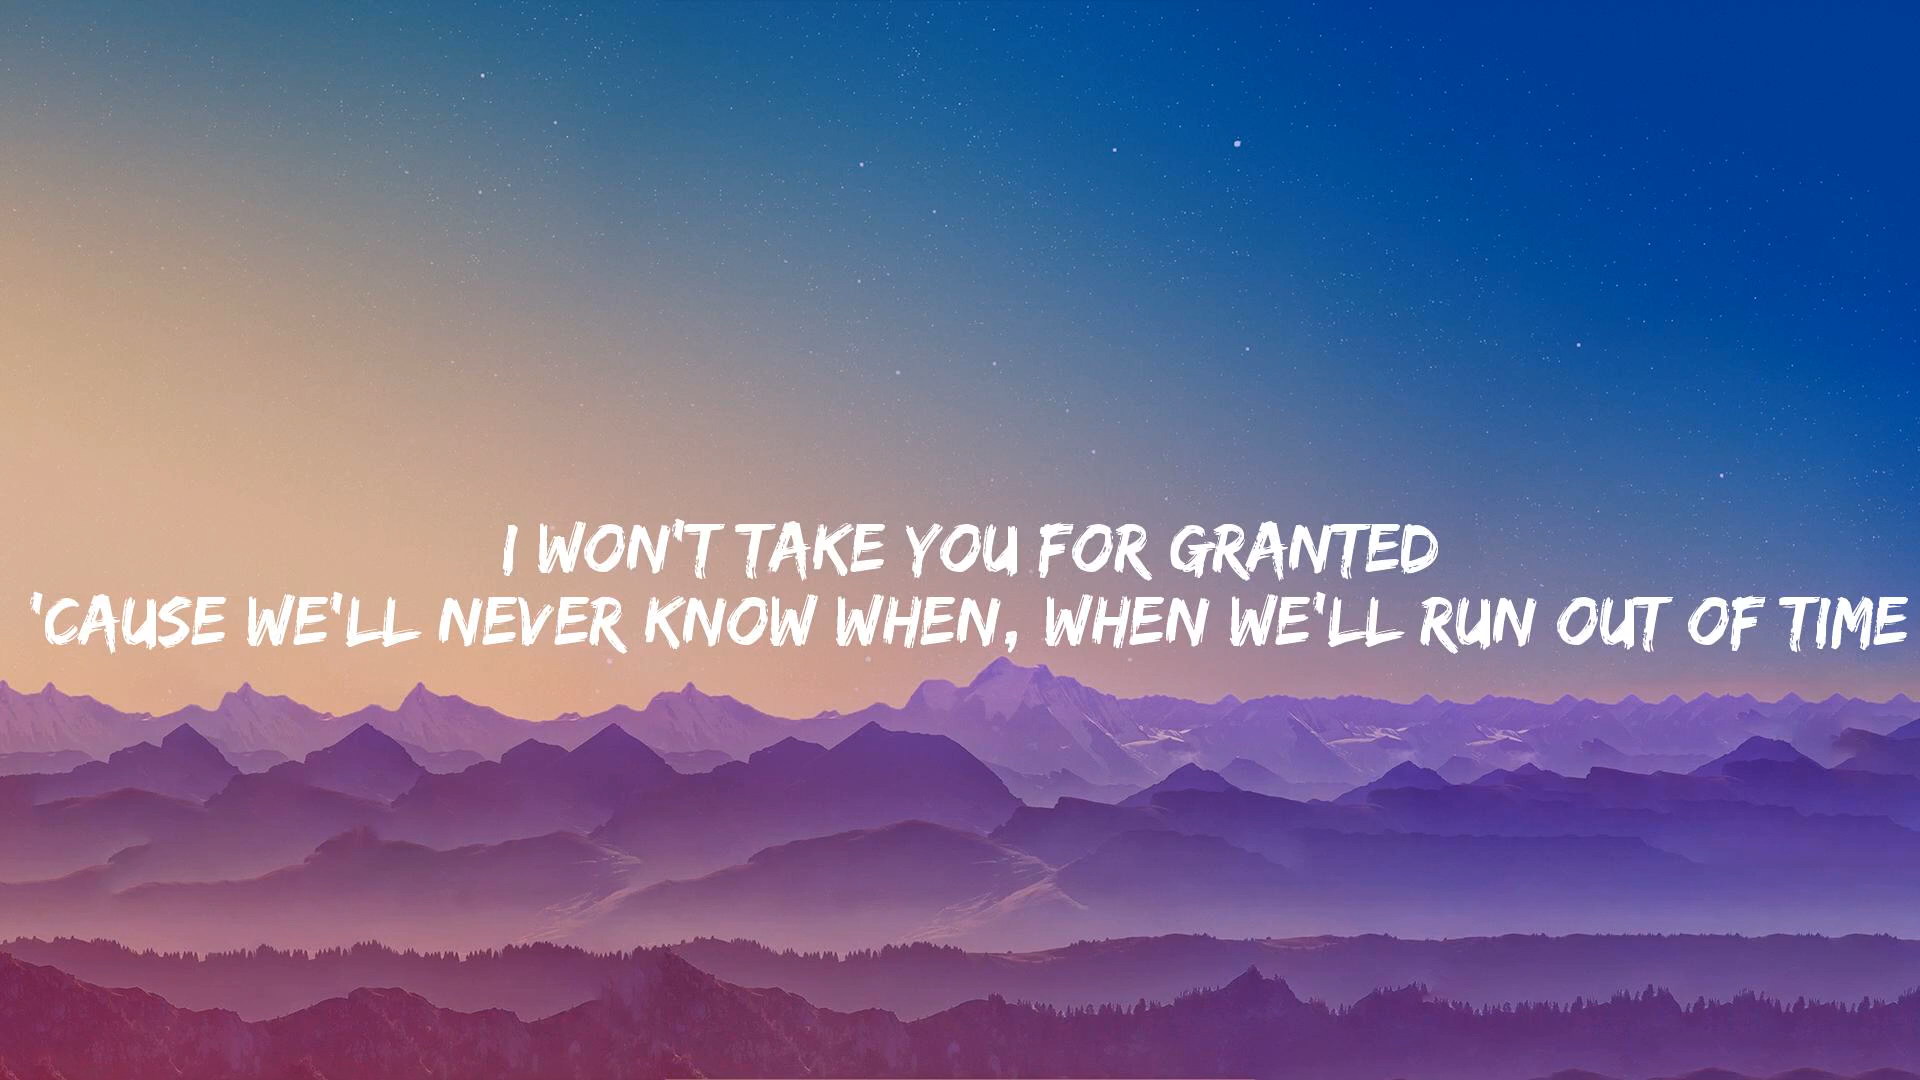 I WON'T TAKE YOU FOR GRANTED
'CAUSE WE'LL NEVER KNOW WHEN, WHEN WE'LL RUN OUT OF TIME